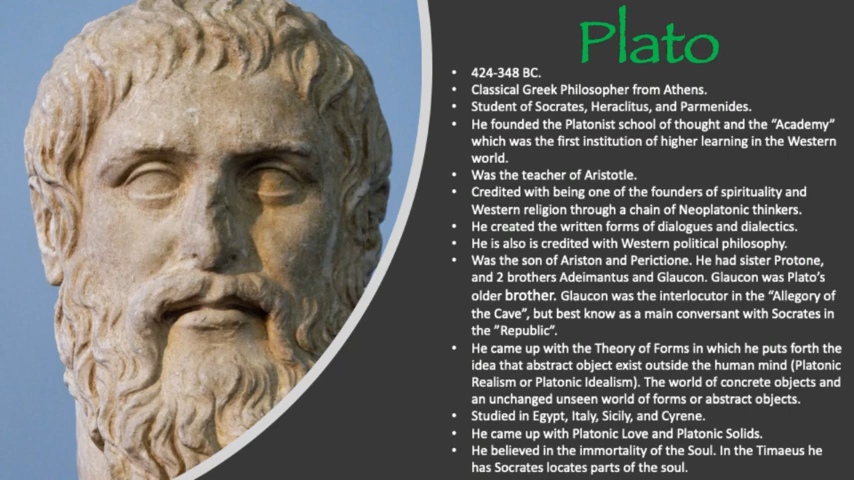 Plato
• 424-348 BC.
• Classical Greek Philosopher from Athens.
• Student of Socrates, Heraclitus, and Parmenides.
• He founded the Platonist school of thought and the “Academy”
which was the first institution of higher learning in the Western
world.
• Was the teacher of Aristotle.
• Credited with being one of the founders of spirituality and
Western religion through a chain of Neoplatonic thinkers.
• He created the written forms of dialogues and dialectics.
• He is also is credited with Western political philosophy.
• Was the son of Ariston and Perictione. He had sister Protone,
and 2 brothers Adeimantus and Glaucon. Glaucon was Plato’s
older brother. Glaucon was the interlocutor in the “Allegory of
the Cave”, but best know as a main conversant with Socrates in
the ”Republic”.
• He came up with the Theory of Forms in which he puts forth the
idea that abstract object exist outside the human mind (Platonic
Realism or Platonic Idealism). The world of concrete objects and
an unchanged unseen world of forms or abstract objects.
• Studied in Egypt, Italy, Sicily, and Cyrene.
• He came up with Platonic Love and Platonic Solids.
• He believed in the immortality of the Soul. In the Timaeus he
has Socrates locates parts of the soul.